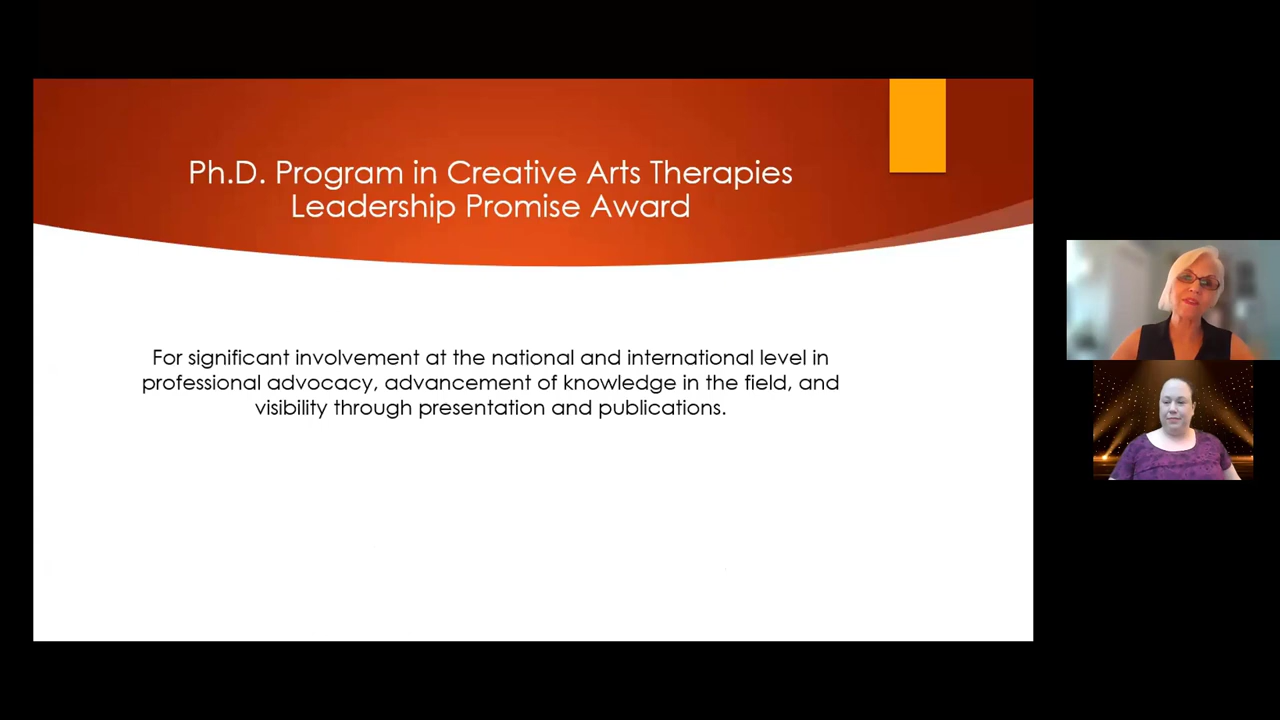 Ph.D. Program in Creative Arts Therapies
Leadership Promise Award
For significant involvement at the national and international level in
professional advocacy, advancement of knowledge in the field, and
visibility through presentation and publications.